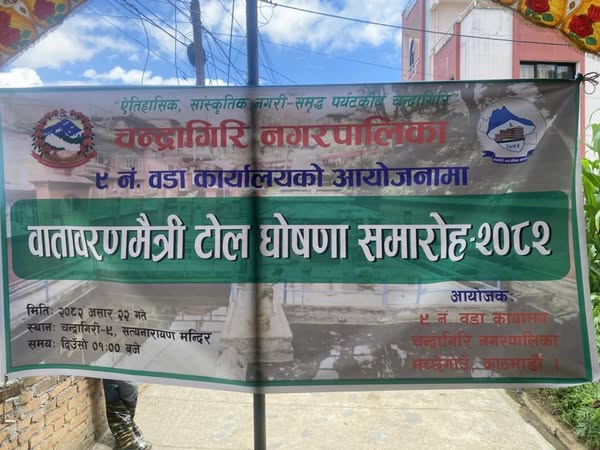 "ऐतिहासिक, सांस्कृतिक नगरी-समृद्ध पर्यटकीय चन्द्रागिरि"
चन्द्रागिरि नगरपालिका
९ नं. वडा कार्यालयको आयोजनामा
वातावरणमैत्री टोल घोषणा समारोह-२०८२
मिति: २०८२ असार २२ गते
स्थान: चन्द्रागिरी-९, सत्यनारायण मन्दिर
समय: दिउँसो ०१:०० बजे
आयोजक:
९ नं. वडा कार्यालय
चन्द्रागिरि नगरपालिका
मच्छेगाउँ, काठमाडौं ।